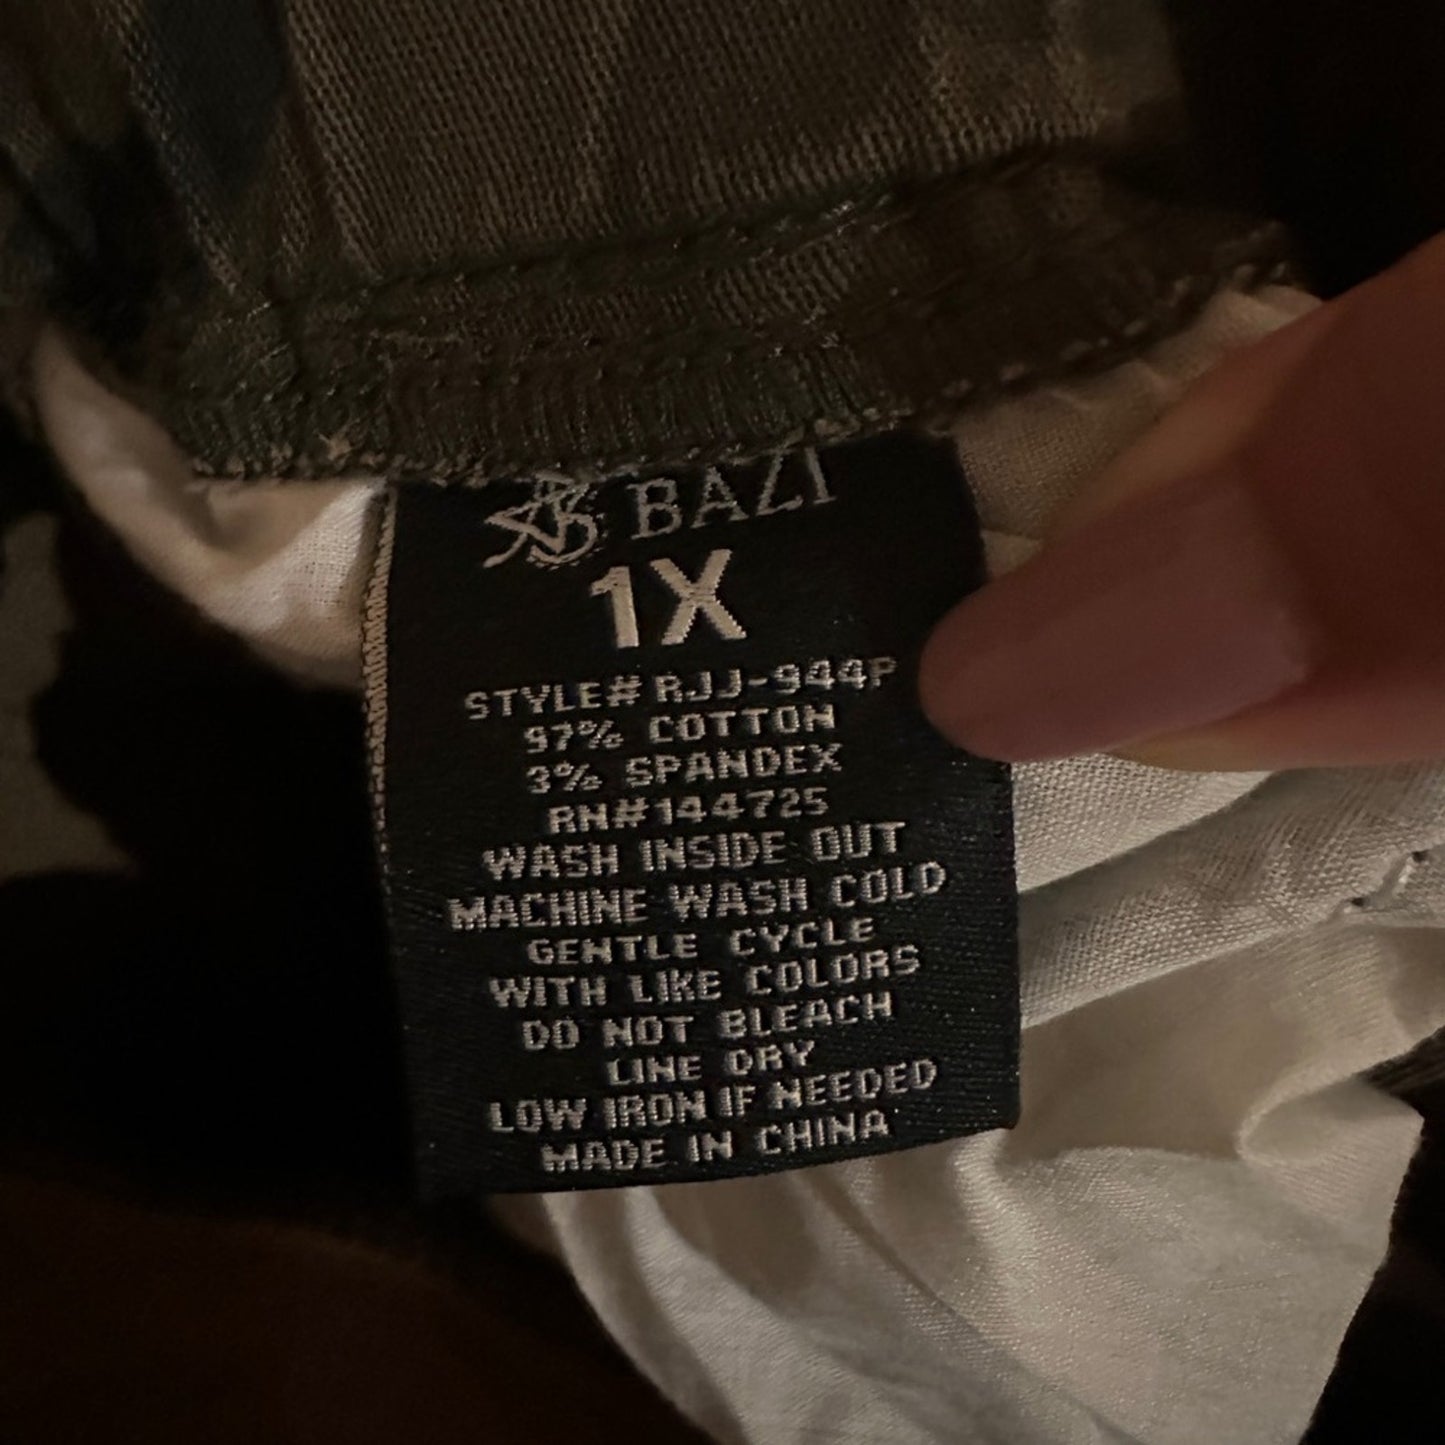 BAZI
1X
STYLE# RJJ-944P
97% COTTON
3% SPANDEX
RN#144725
WASH INSIDE OUT
MACHINE WASH COLD
GENTLE CYCLE
WITH LIKE COLORS
DO NOT BLEACH
LINE DRY
LOW IRON IF NEEDED
MADE IN CHINA